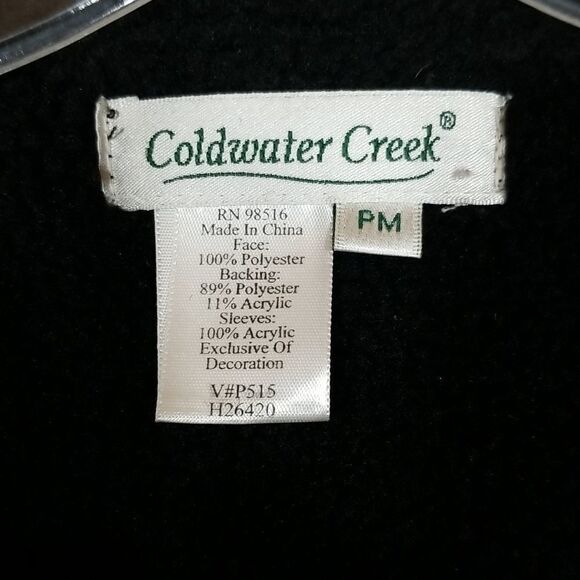 Coldwater Creek®
PM
RN 98516
Made In China
Face:
100% Polyester
Backing:
89% Polyester
11% Acrylic
Sleeves:
100% Acrylic
Exclusive Of
Decoration
V#P515
H26420